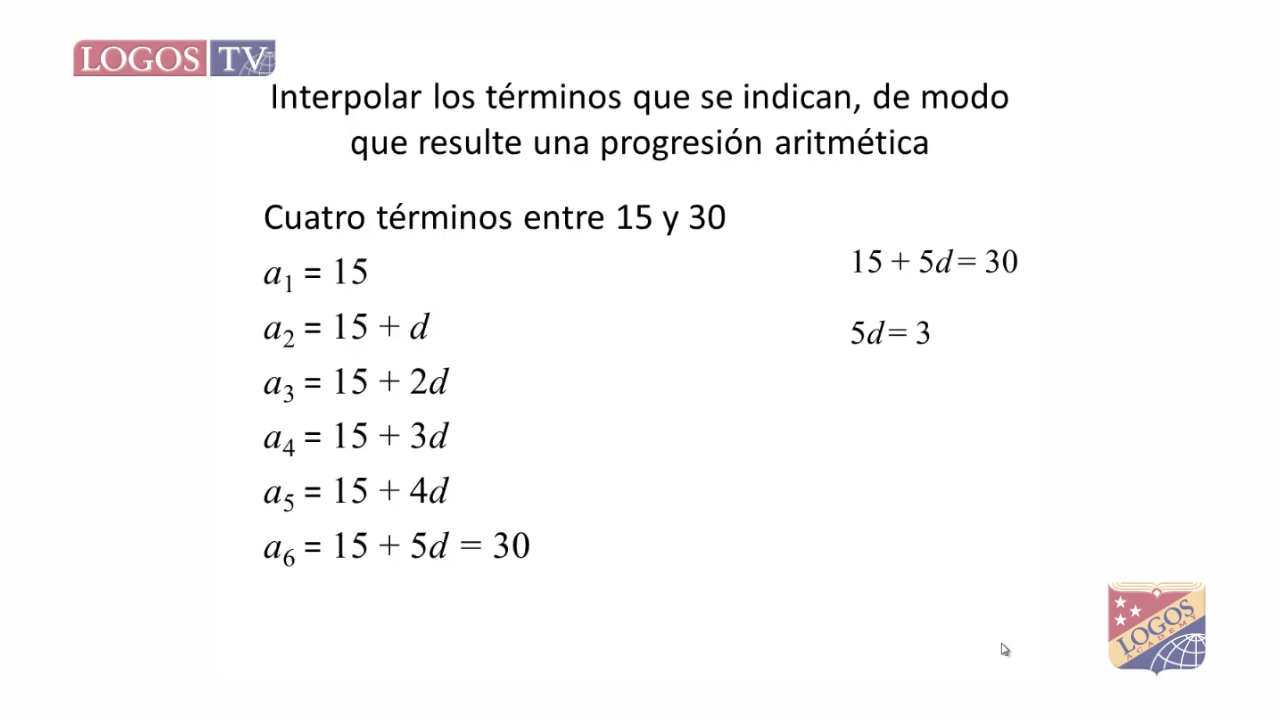 LOGOS TV
Interpolar los términos que se indican, de modo
que resulte una progresión aritmética
Cuatro términos entre 15 y 30
a₁ = 15
a₂ = 15 + d
a₃ = 15 + 2d
a₄ = 15 + 3d
a₅ = 15 + 4d
a₆ = 15 + 5d = 30
15 + 5d = 30
5d = 3
LOGOS
ACADEMY